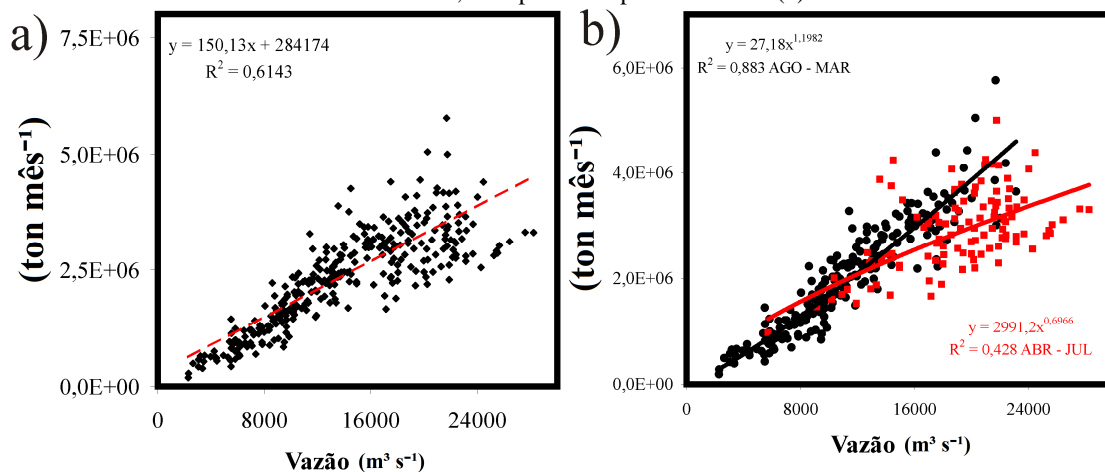 a)
7,5E+06
y = 150,13x + 284174
R² = 0,6143
5,0E+06
2,5E+06
0,0E+00
(ton mês⁻¹)
0
8000
16000
24000
Vazão (m³ s⁻¹)
b)
y = 27,18x^1,1982
R² = 0,883 AGO - MAR
6,0E+06
4,0E+06
2,0E+06
0,0E+00
(ton mês⁻¹)
y = 2991,2x^0,6966
R² = 0,428 ABR - JUL
0
8000
16000
24000
Vazão (m³ s⁻¹)